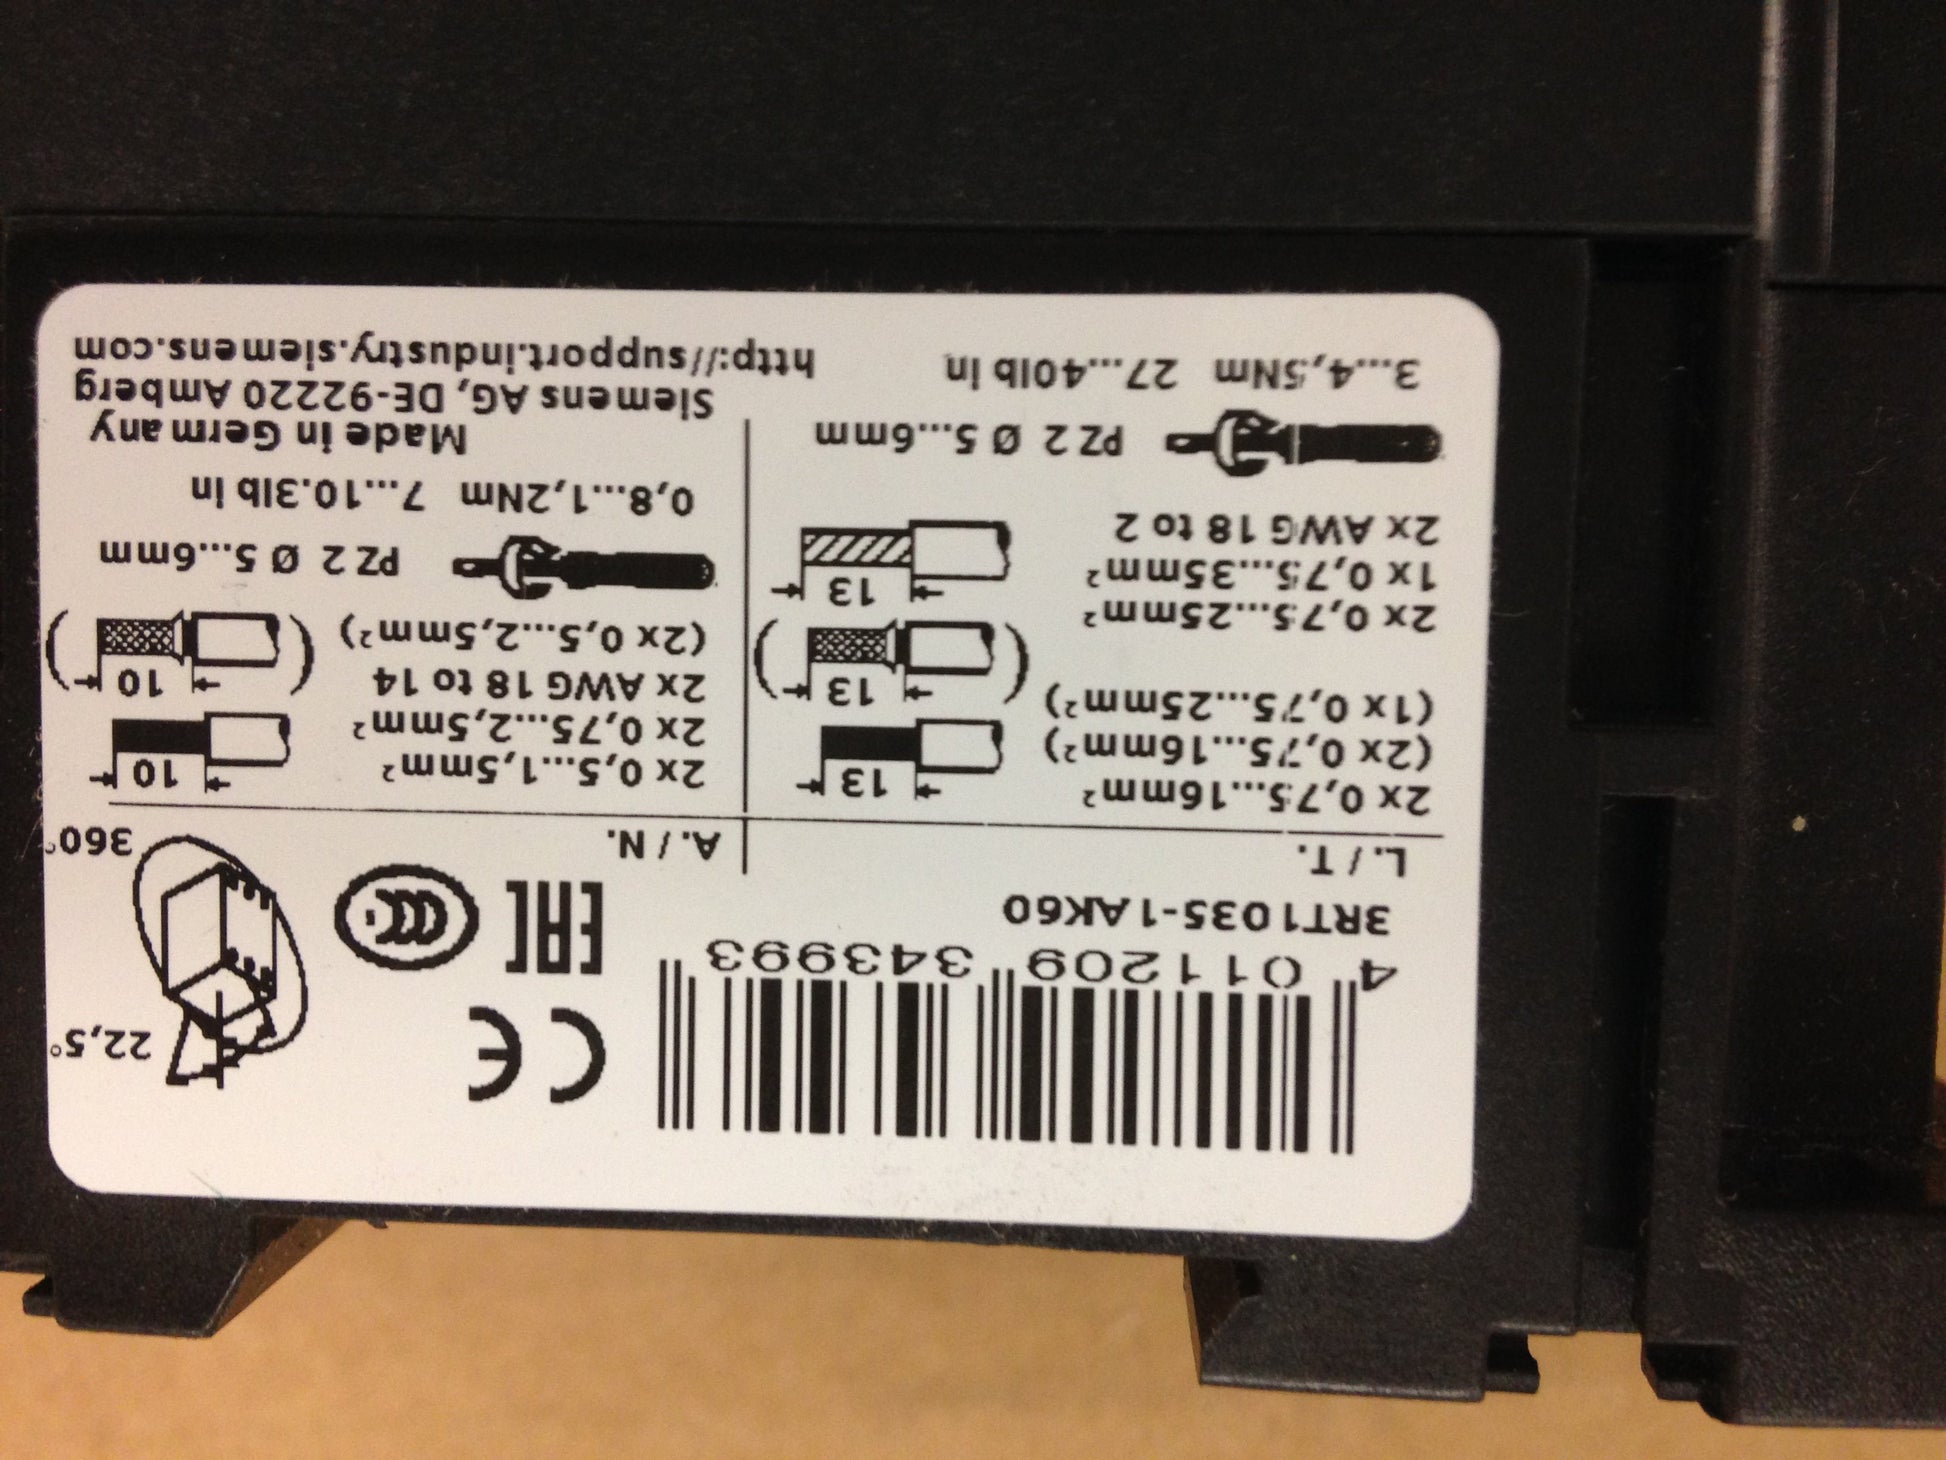 4 011209 343993
3RT1035-1AK60
CE
EAC
CCC
22,5°
360°
L. / T.
2x 0,75...16mm²
(2x 0,75...16mm²)
(1x 0,75...25mm²)
2x 0,75...25mm²
1x 0,75...35mm²
2x AWG 18 to 2
13
13
13
PZ 2 Ø 5...6mm
3...4,5Nm 27...40lb in
A. / N.
2x 0,5...1,5mm²
2x 0,75...2,5mm²
2x AWG 18 to 14
(2x 0,5...2,5mm²)
10
10
PZ 2 Ø 5...6mm
0,8...1,2Nm 7...10.3lb in
Made in Germany
Siemens AG, DE-92220 Amberg
http://support.industry.siemens.com